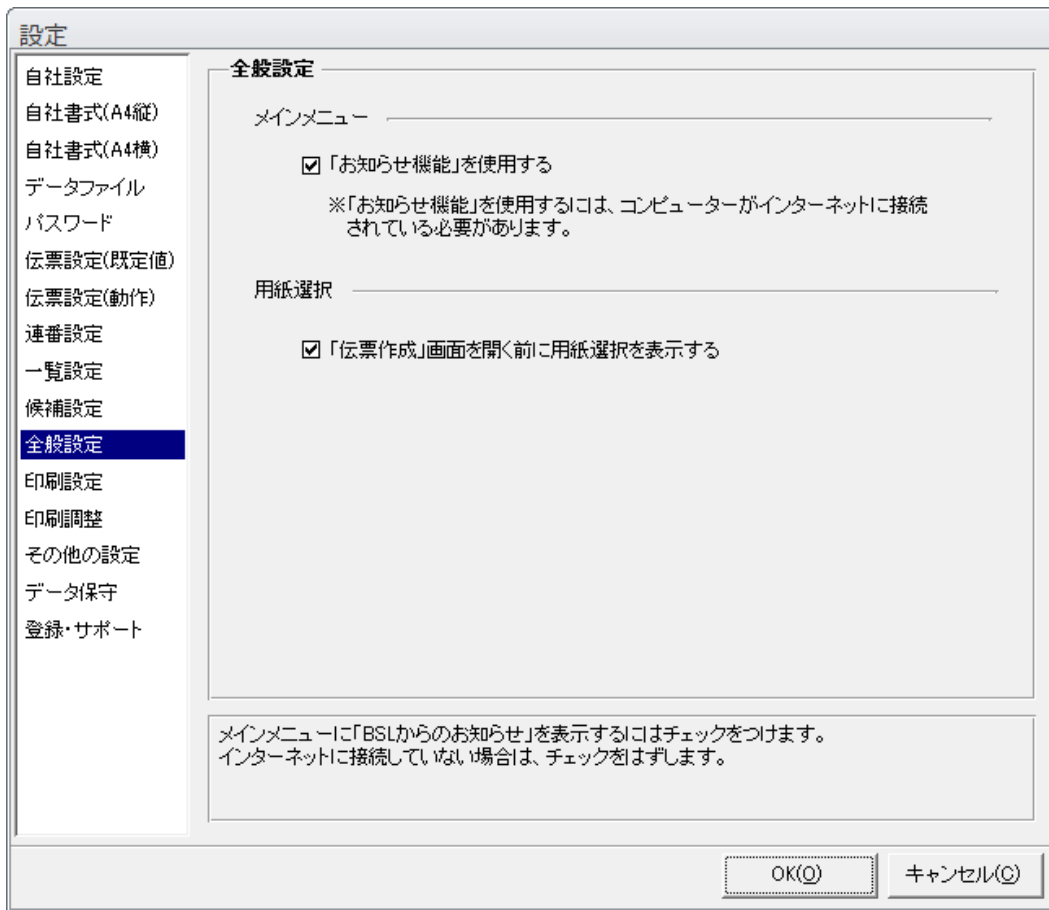 設定
自社設定
自社書式(A4縦)
自社書式(A4横)
データファイル
パスワード
伝票設定(既定値)
伝票設定(動作)
連番設定
一覧設定
候補設定
全般設定
印刷設定
印刷調整
その他の設定
データ保守
登録・サポート
全般設定
メインメニュー
「お知らせ機能」を使用する
※「お知らせ機能」を使用するには、コンピューターがインターネットに接続
されている必要があります。
用紙選択
「伝票作成」画面を開く前に用紙選択を表示する
メインメニューに「BSLからのお知らせ」を表示するにはチェックをつけます。
インターネットに接続していない場合は、チェックをはずします。
OK(O)
キャンセル(C)